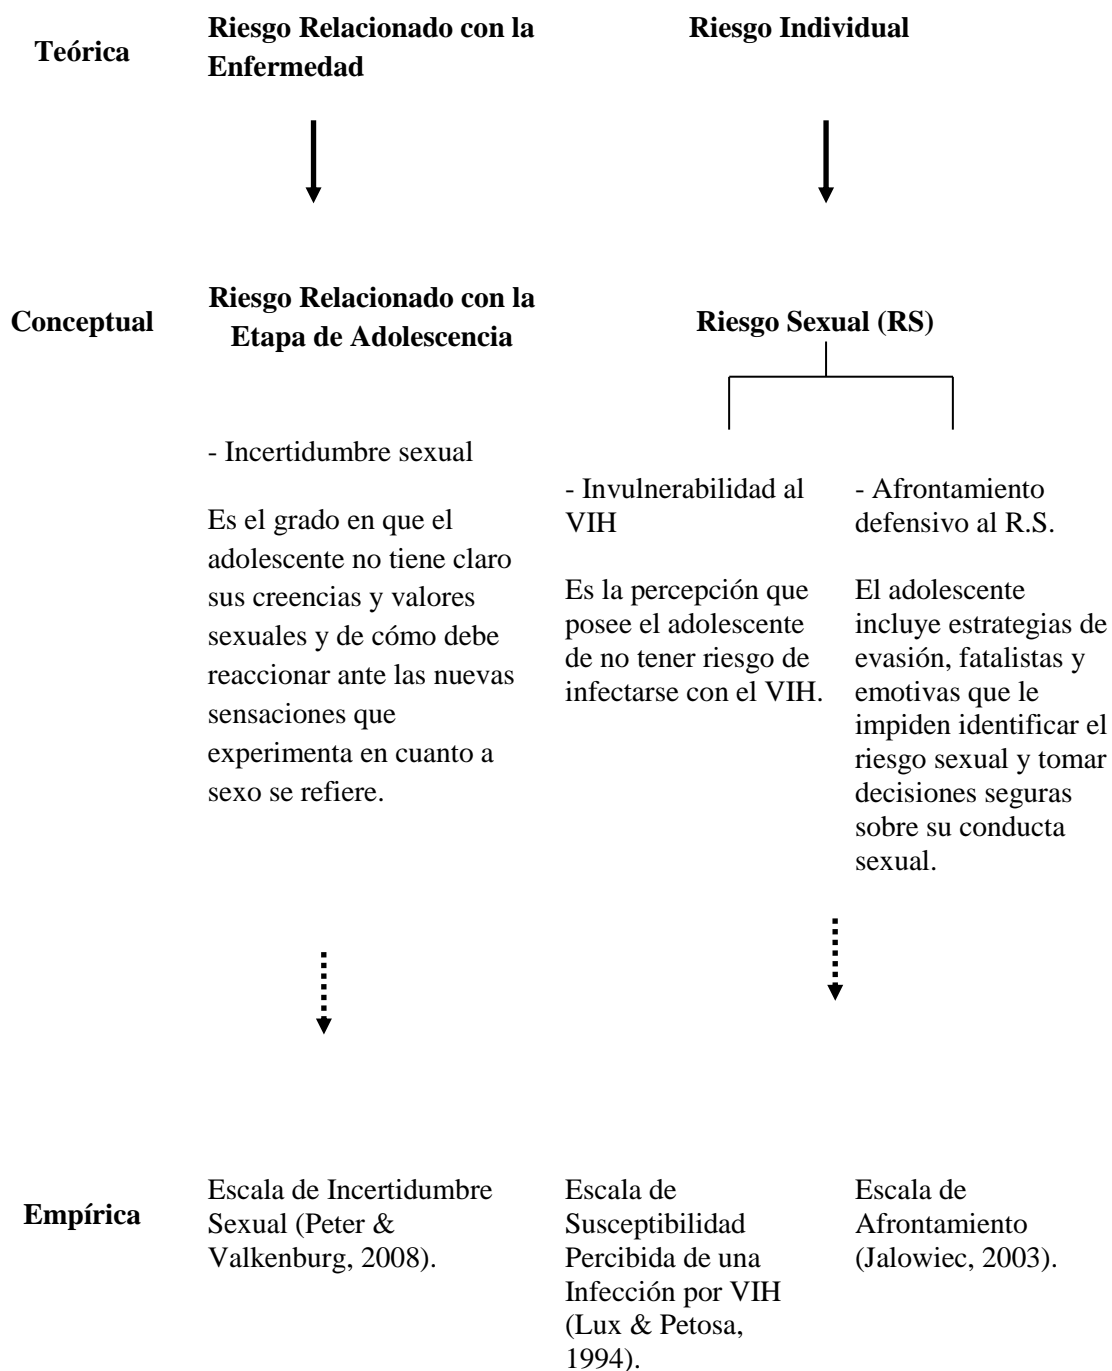 Teórica
Riesgo Relacionado con la
Enfermedad
Riesgo Individual
Conceptual
Riesgo Relacionado con la
Etapa de Adolescencia
Riesgo Sexual (RS)
- Incertidumbre sexual
Es el grado en que el
adolescente no tiene claro
sus creencias y valores
sexuales y de cómo debe
reaccionar ante las nuevas
sensaciones que
experimenta en cuanto a
sexo se refiere.
- Invulnerabilidad al
VIH
Es la percepción que
posee el adolescente
de no tener riesgo de
infectarse con el VIH.
- Afrontamiento
defensivo al R.S.
El adolescente
incluye estrategias de
evasión, fatalistas y
emotivas que le
impiden identificar el
riesgo sexual y tomar
decisiones seguras
sobre su conducta
sexual.
Empírica
Escala de Incertidumbre
Sexual (Peter &
Valkenburg, 2008).
Escala de
Susceptibilidad
Percibida de una
Infección por VIH
(Lux & Petosa,
1994).
Escala de
Afrontamiento
(Jalowiec, 2003).